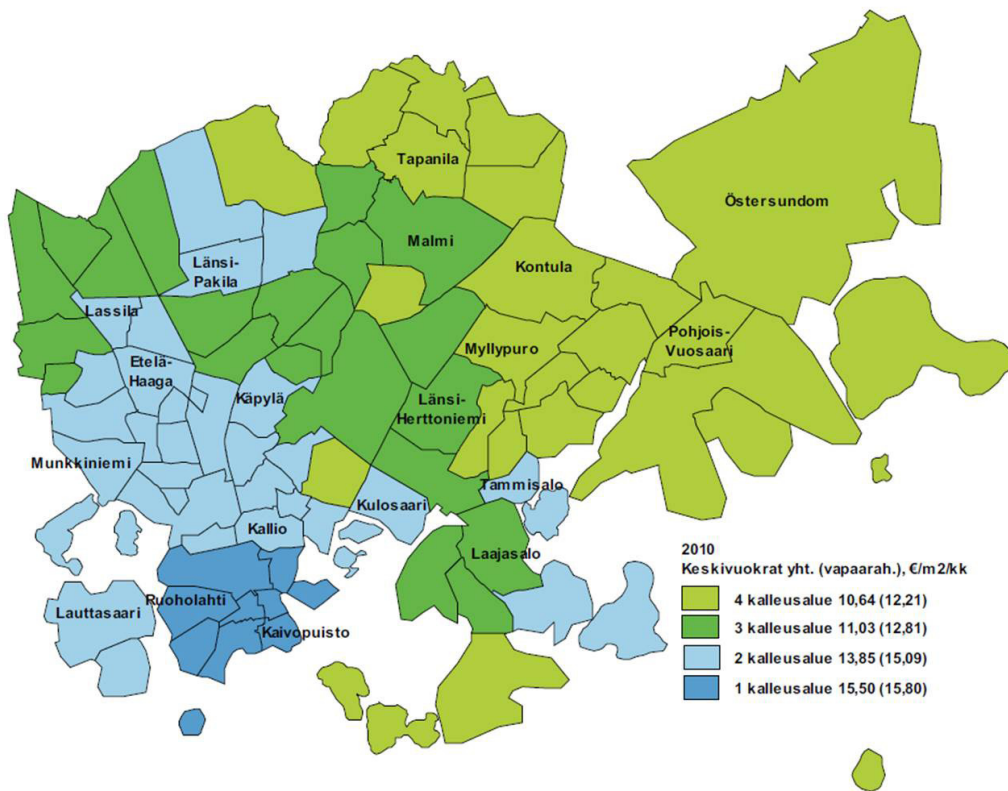 Tapanila
Östersundom
Malmi
Länsi-
Pakila
Kontula
Lassila
Pohjois-
Vuosaari
Myllypuro
Etelä-
Haaga
Käpylä
Länsi-
Herttoniemi
Munkkiniemi
Tammisalo
Kulosaari
Kallio
Laajasalo
Ruoholahti
Lauttasaari
Kaivopuisto
2010
Keskivuokrat yht. (vapaarah.), €/m2/kk
4 kalleusalue 10,64 (12,21)
3 kalleusalue 11,03 (12,81)
2 kalleusalue 13,85 (15,09)
1 kalleusalue 15,50 (15,80)